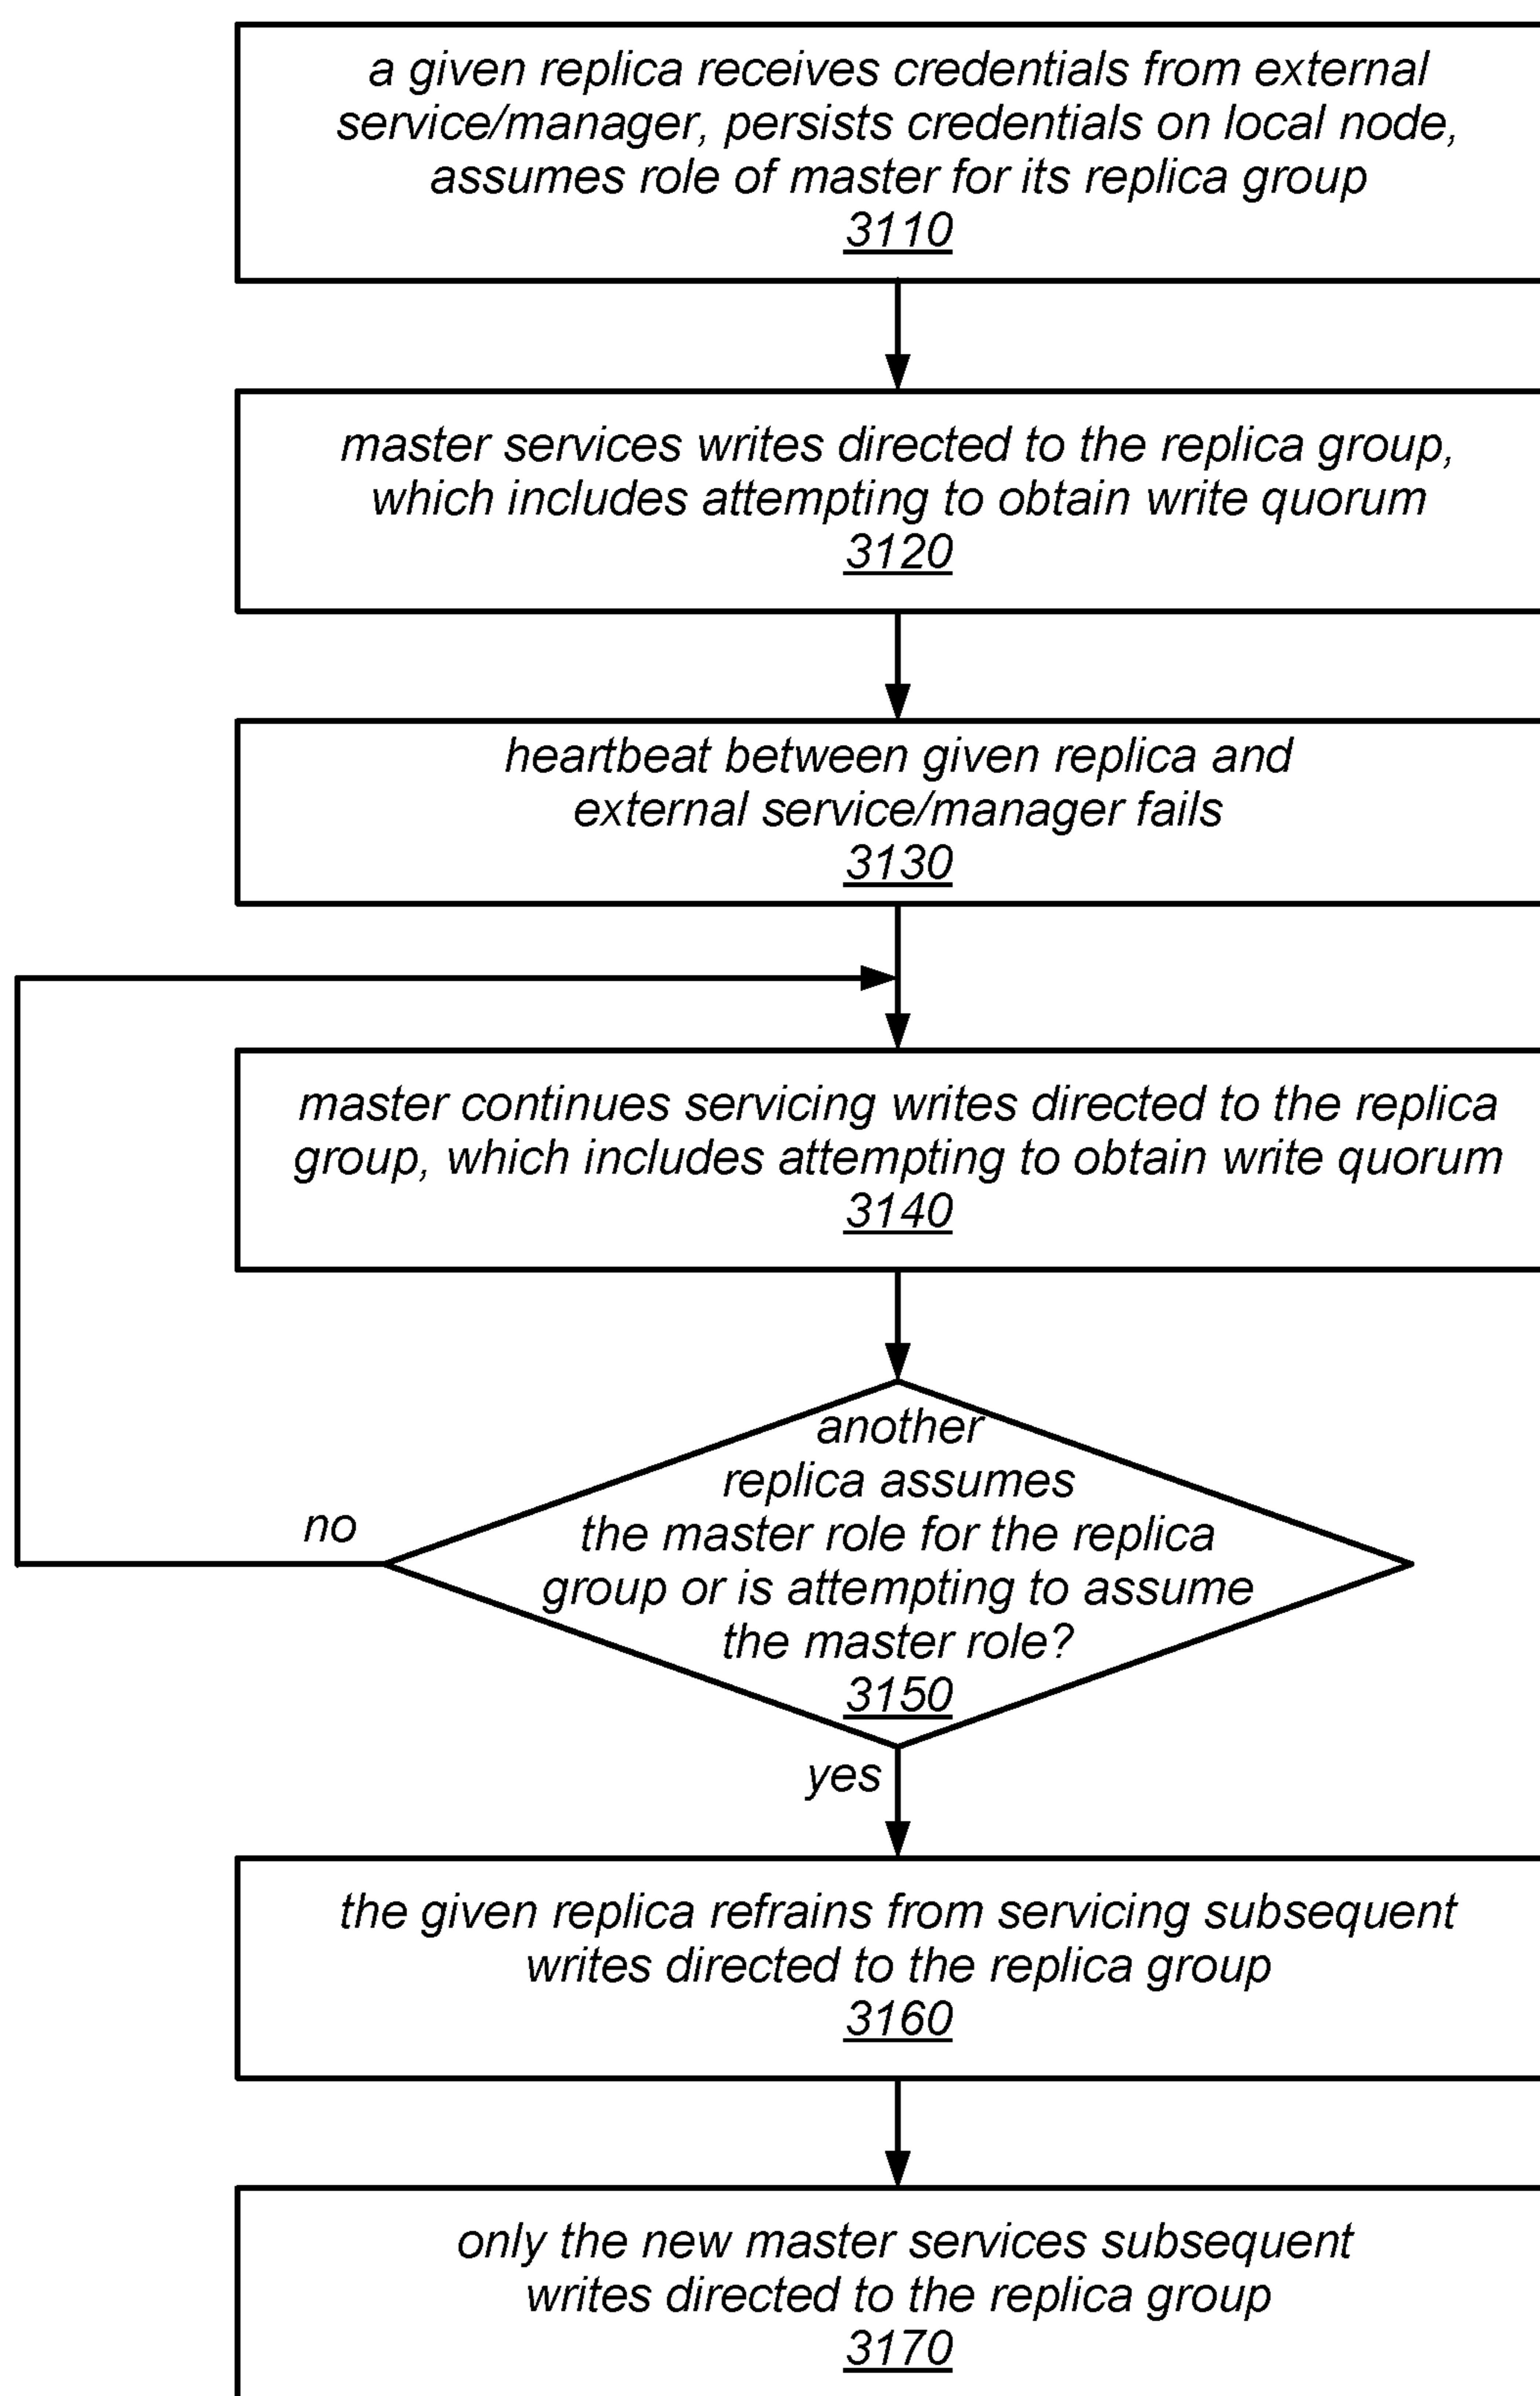 a given replica receives credentials from external
service/manager, persists credentials on local node,
assumes role of master for its replica group
3110
master services writes directed to the replica group,
which includes attempting to obtain write quorum
3120
heartbeat between given replica and
external service/manager fails
3130
master continues servicing writes directed to the replica
group, which includes attempting to obtain write quorum
3140
another
replica assumes
the master role for the replica
group or is attempting to assume
the master role?
3150
no
yes
the given replica refrains from servicing subsequent
writes directed to the replica group
3160
only the new master services subsequent
writes directed to the replica group
3170